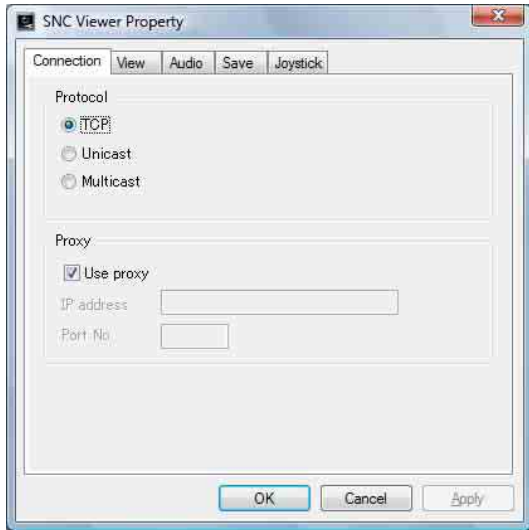 SNC Viewer Property
Connection View Audio Save Joystick
Protocol
TCP
Unicast
Multicast
Proxy
Use proxy
IP address
Port No
OK Cancel Apply